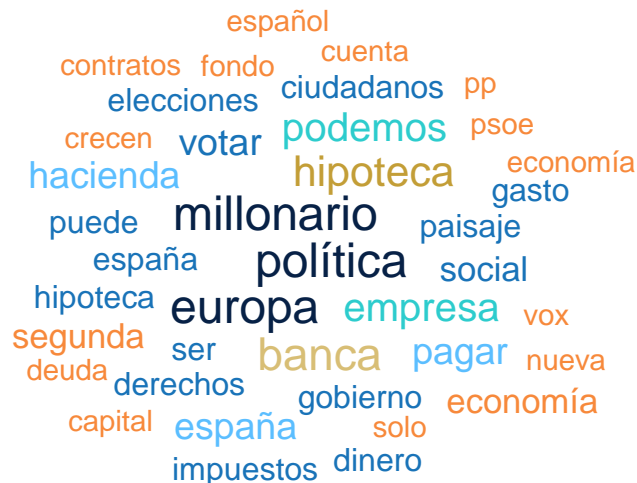 español
cuenta
contratos fondo
ciudadanos pp
elecciones
podemos psoe
crecen votar
hipoteca economía
hacienda
gasto
millonario
puede paisaje
españa política social
hipoteca europa empresa vox
segunda ser banca pagar nueva
deuda derechos
gobierno economía
capital españa solo
impuestos dinero